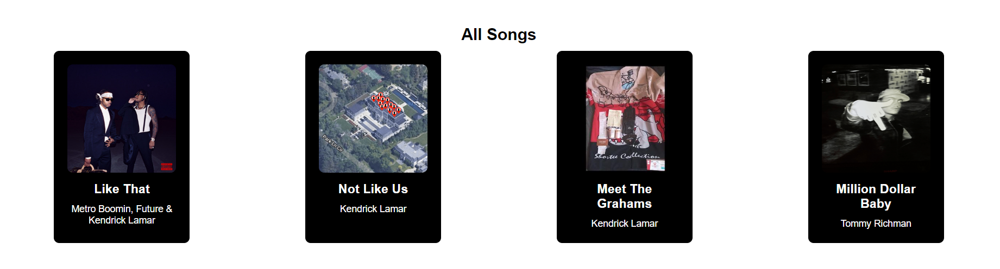 All Songs
Like That
Metro Boomin, Future &
Kendrick Lamar
Park Ln Cir
Not Like Us
Kendrick Lamar
Shortee Collection
Meet The
Grahams
Kendrick Lamar
Million Dollar
Baby
Tommy Richman